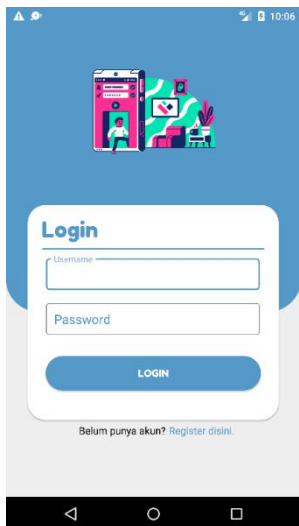 10:06
Login
Username
Password
LOGIN
Belum punya akun? Register disini.